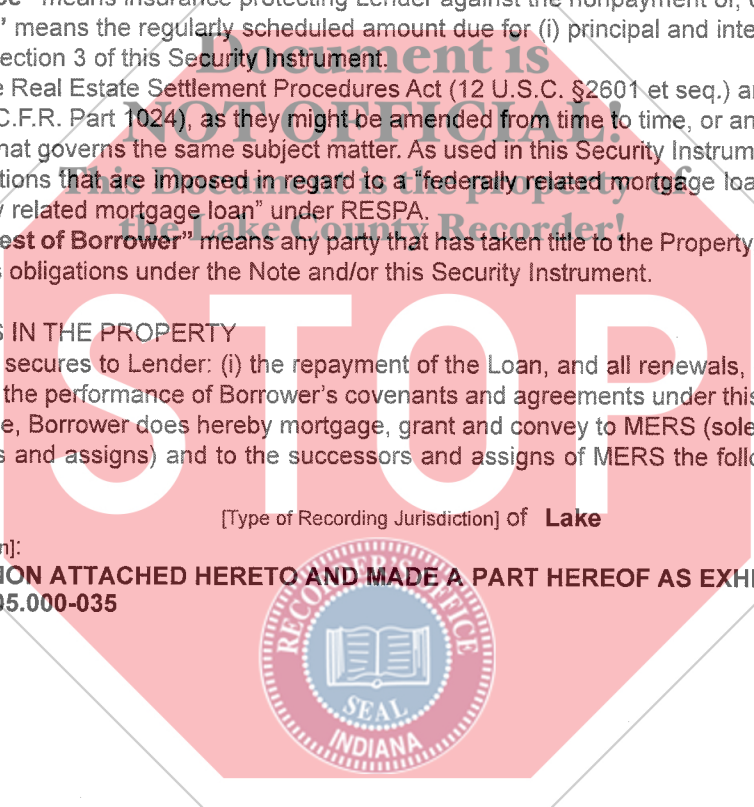 means insurance protecting Lender against the nonpayment of,
" means the regularly scheduled amount due for (i) principal and inte
ection 3 of this Security Instrument.
Document is
e Real Estate Settlement Procedures Act (12 U.S.C. §2601 et seq.) an
C.F.R. Part 1024), as they might be amended from time to time, or an
NOT OFFICIAL!
hat governs the same subject matter. As used in this Security Instrum
tions that are imposed in regard to a “federally related mortgage loa
This Document is the property of
y related mortgage loan” under RESPA.
the Lake County Recorder!
est of Borrower” means any party that has taken title to the Property
s obligations under the Note and/or this Security Instrument.
S IN THE PROPERTY
secures to Lender: (i) the repayment of the Loan, and all renewals,
the performance of Borrower’s covenants and agreements under this
STOP
e, Borrower does hereby mortgage, grant and convey to MERS (sole
s and assigns) and to the successors and assigns of MERS the follo
[Type of Recording Jurisdiction] of Lake
n]:
ION ATTACHED HERETO AND MADE A PART HEREOF AS EXHI
05.000-035
RECORDER'S OFFICE
SEAL
INDIANA